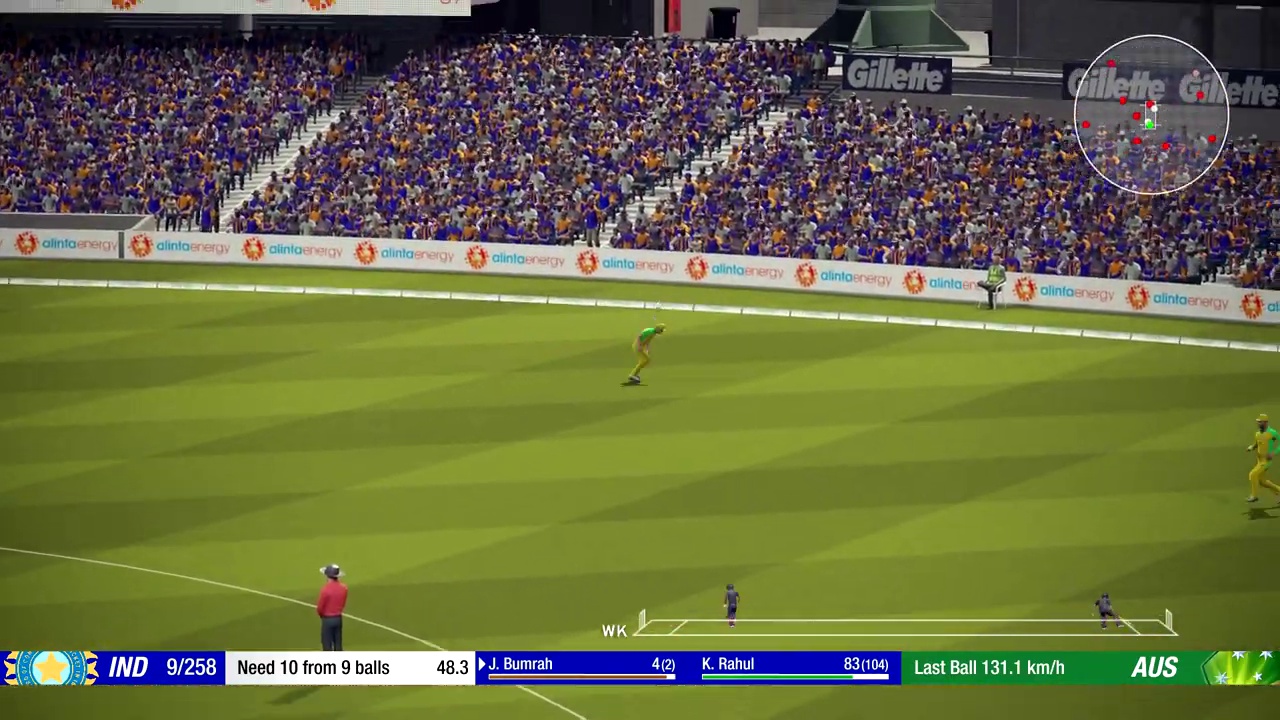 Gillette
Gillette Gillette
alintaenergy alintaenergy alintaenergy alintaenergy alintaenergy alintaenergy alintaenergy alintaenergy alintaenergy alintaenergy alintaenergy
WK
IND 9/258 Need 10 from 9 balls 48.3 J. Bumrah 4(2) K. Rahul 83(104) Last Ball 131.1 km/h AUS